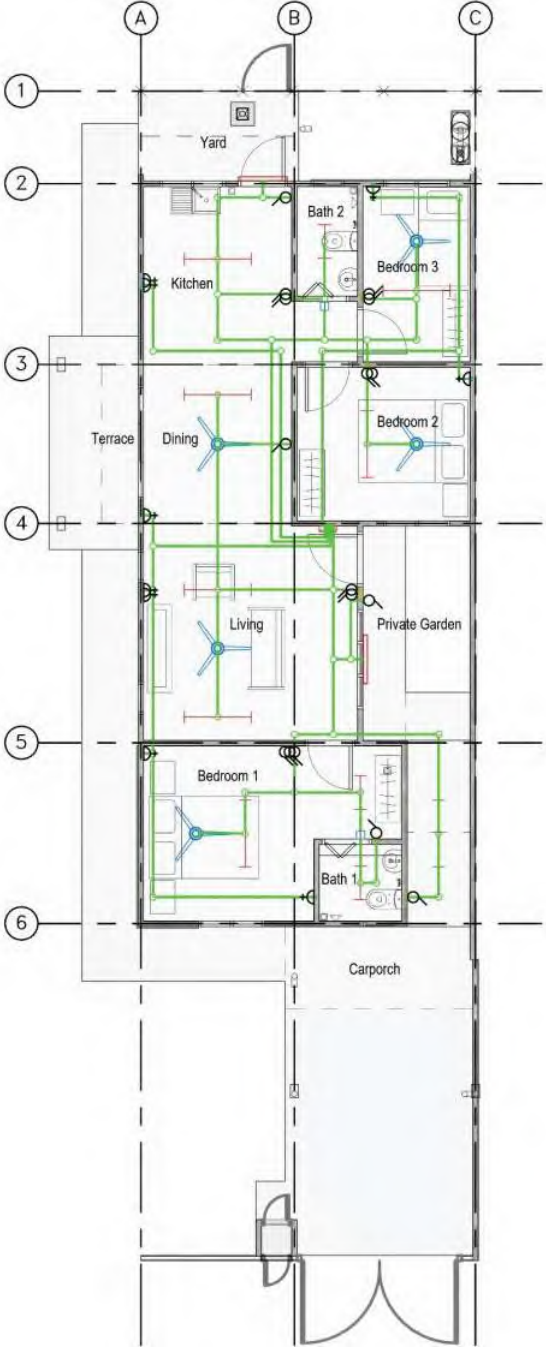 A B C
1
Yard
2
Bath 2
Bedroom 3
Kitchen
3
Bedroom 2
Terrace Dining
4
Living Private Garden
5
Bedroom 1
Bath 1
6
Carporch